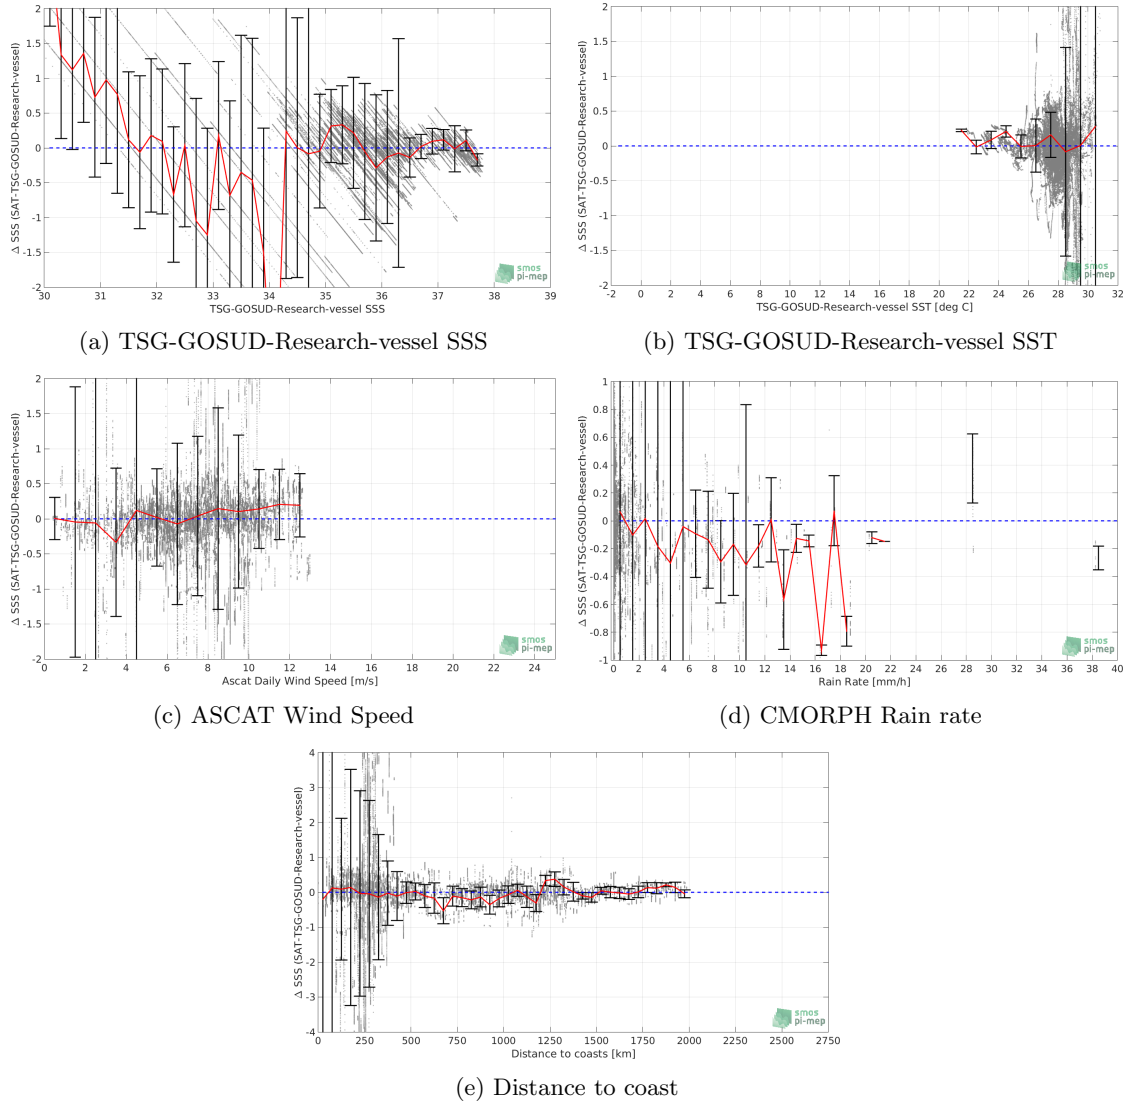 2
1.5
1
0.5
0
-0.5
-1
-1.5
-2
Δ SSS (SAT-TSG-GOSUD-Research-vessel)
30 31 32 33 34 35 36 37 38 39
TSG-GOSUD-Research-vessel SSS
smos
pi-mep
(a) TSG-GOSUD-Research-vessel SSS
2
1.5
1
0.5
0
-0.5
-1
-1.5
-2
Δ SSS (SAT-TSG-GOSUD-Research-vessel)
-2 0 2 4 6 8 10 12 14 16 18 20 22 24 26 28 30 32
TSG-GOSUD-Research-vessel SST [deg C]
smos
pi-mep
(b) TSG-GOSUD-Research-vessel SST
2
1.5
1
0.5
0
-0.5
-1
-1.5
-2
Δ SSS (SAT-TSG-GOSUD-Research-vessel)
0 2 4 6 8 10 12 14 16 18 20 22 24
Ascat Daily Wind Speed [m/s]
smos
pi-mep
(c) ASCAT Wind Speed
1
0.8
0.6
0.4
0.2
0
-0.2
-0.4
-0.6
-0.8
-1
Δ SSS (SAT-TSG-GOSUD-Research-vessel)
0 2 4 6 8 10 12 14 16 18 20 22 24 26 28 30 32 34 36 38 40
Rain Rate [mm/h]
smos
pi-mep
(d) CMORPH Rain rate
4
3
2
1
0
-1
-2
-3
-4
Δ SSS (SAT-TSG-GOSUD-Research-vessel)
0 250 500 750 1000 1250 1500 1750 2000 2250 2500 2750
Distance to coasts [km]
smos
pi-mep
(e) Distance to coast